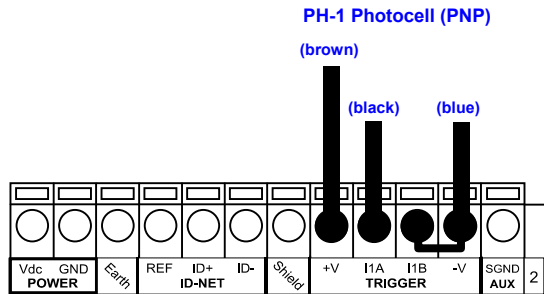 PH-1 Photocell (PNP)
(brown)
(black) (blue)
Vdc GND Earth REF ID+ ID- Shield +V I1A I1B -V SGND 2
POWER ID-NET TRIGGER AUX